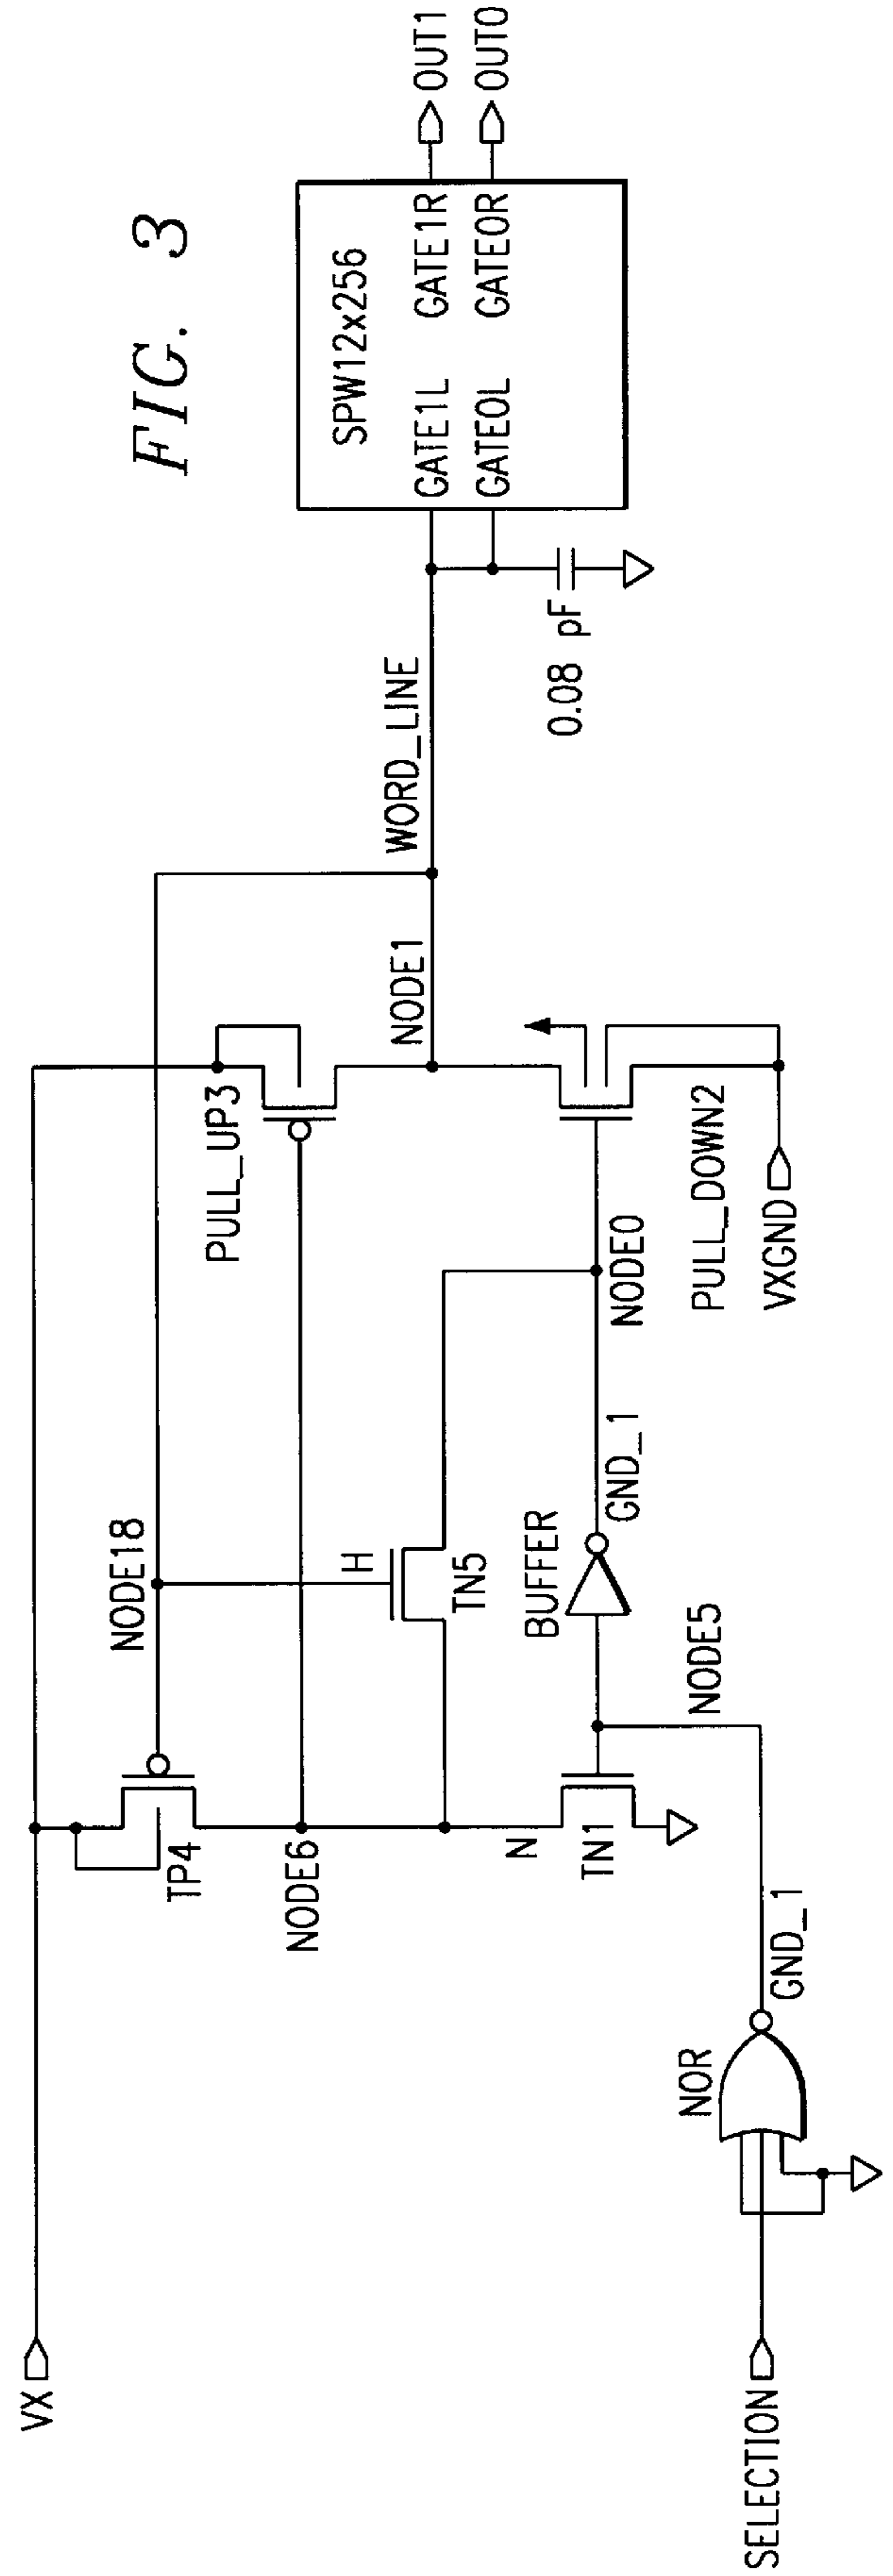 FIG. 3
VX
TP4
NODE18
PULL_UP3
NODE6
H
TN5
NODE1
WORD_LINE
SPW12x256
GATE1L GATE1R
OUT1
GATE0L GATE0R
OUT0
0.08 pF
N
TN1
BUFFER
GND_1
NODE0
NODE5
PULL_DOWN2
VXGND
NOR
GND_1
SELECTION